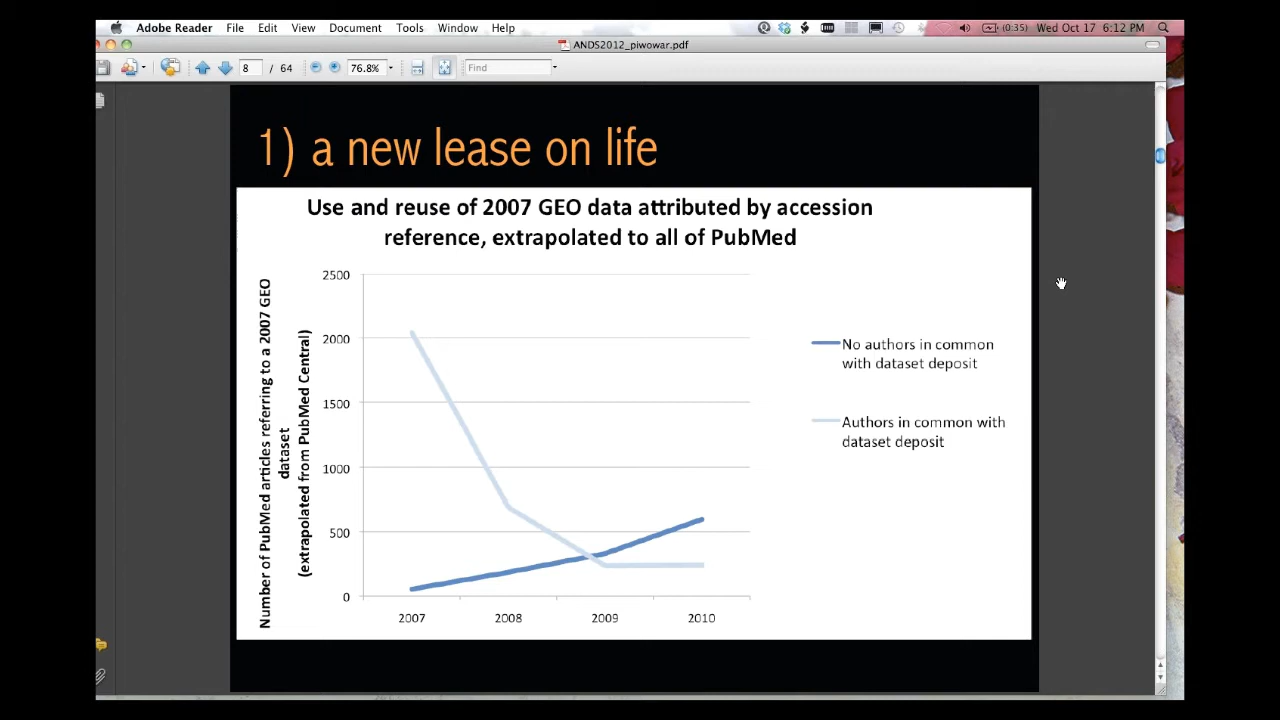 Adobe Reader File Edit View Document Tools Window Help (0:35) Wed Oct 17 6:12 PM
ANDS2012_piwowar.pdf
8 / 64 76.8% Find
1) a new lease on life
Use and reuse of 2007 GEO data attributed by accession
reference, extrapolated to all of PubMed
Number of PubMed articles referring to a 2007 GEO
dataset
(extrapolated from PubMed Central)
2500
2000
1500
1000
500
0
2007 2008 2009 2010
No authors in common
with dataset deposit
Authors in common with
dataset deposit